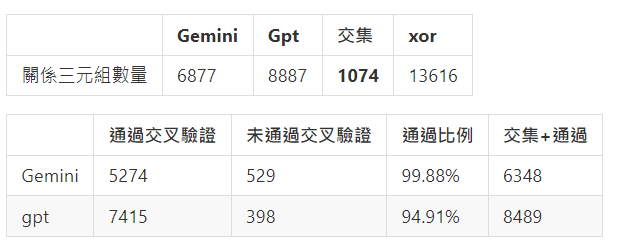 Gemini Gpt 交集 xor
關係三元組數量 6877 8887 1074 13616
通過交叉驗證 未通過交叉驗證 通過比例 交集+通過
Gemini 5274 529 99.88% 6348
gpt 7415 398 94.91% 8489